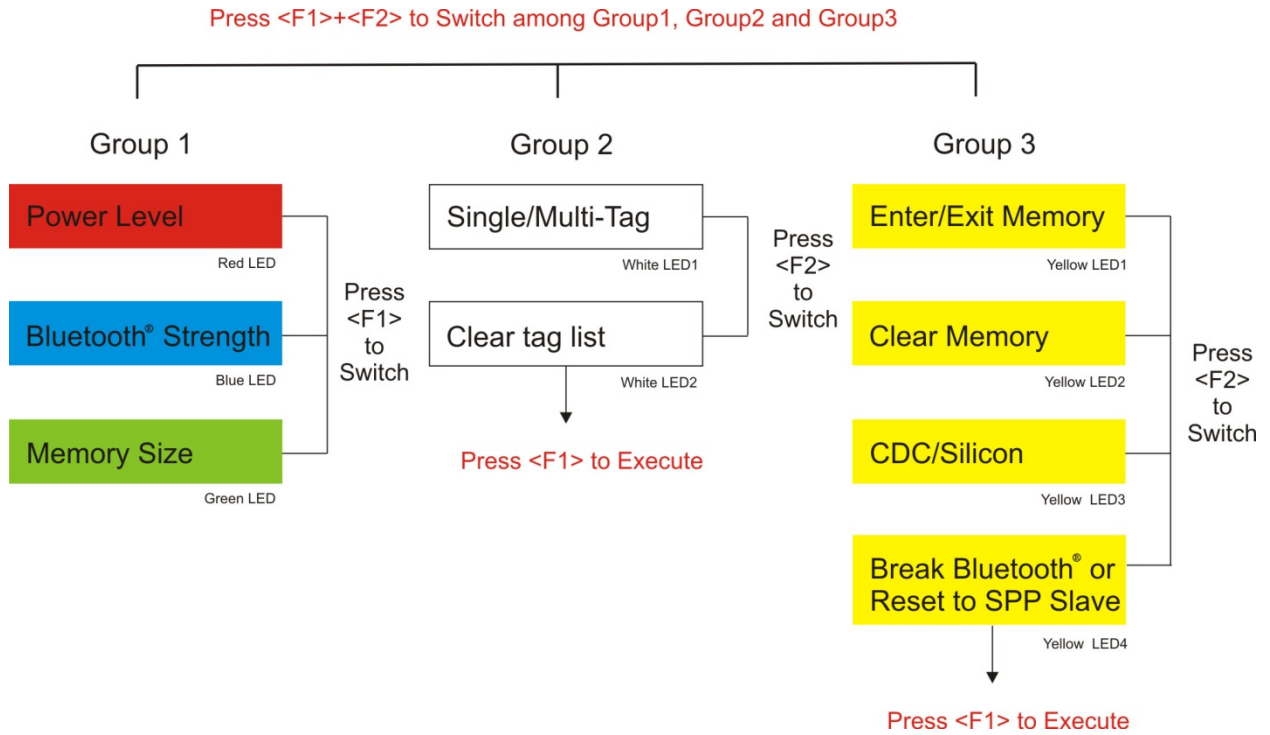 Press <F1>+<F2> to Switch among Group1, Group2 and Group3
Group 1
Power Level
Red LED
Bluetooth® Strength
Blue LED
Memory Size
Green LED
Press
<F1>
to
Switch
Group 2
Single/Multi-Tag
White LED1
Clear tag list
White LED2
Press <F1> to Execute
Press
<F2>
to
Switch
Group 3
Enter/Exit Memory
Yellow LED1
Clear Memory
Yellow LED2
CDC/Silicon
Yellow LED3
Break Bluetooth® or
Reset to SPP Slave
Yellow LED4
Press <F1> to Execute
Press
<F2>
to
Switch